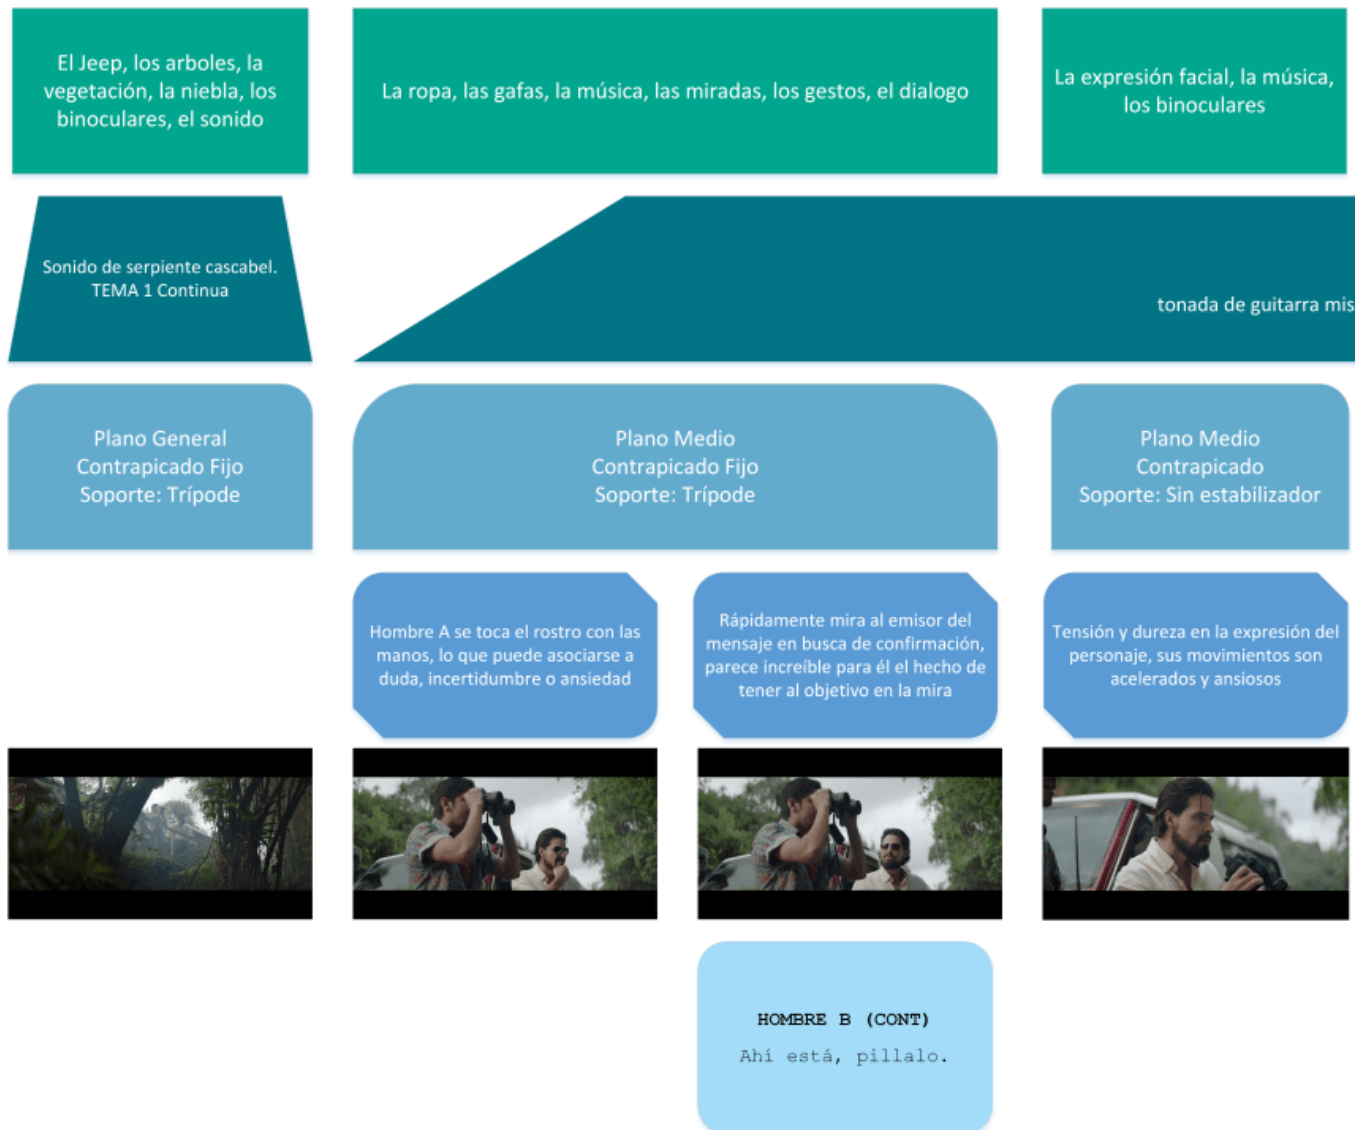 El Jeep, los arboles, la
vegetación, la niebla, los
binoculares, el sonido
La ropa, las gafas, la música, las miradas, los gestos, el dialogo
La expresión facial, la música,
los binoculares
Sonido de serpiente cascabel.
TEMA 1 Continua
tonada de guitarra mis
Plano General
Contrapicado Fijo
Soporte: Trípode
Plano Medio
Contrapicado Fijo
Soporte: Trípode
Plano Medio
Contrapicado
Soporte: Sin estabilizador
Hombre A se toca el rostro con las
manos, lo que puede asociarse a
duda, incertidumbre o ansiedad
Rápidamente mira al emisor del
mensaje en busca de confirmación,
parece increíble para él el hecho de
tener al objetivo en la mira
Tensión y dureza en la expresión del
personaje, sus movimientos son
acelerados y ansiosos
HOMBRE B (CONT)
Ahí está, pillalo.